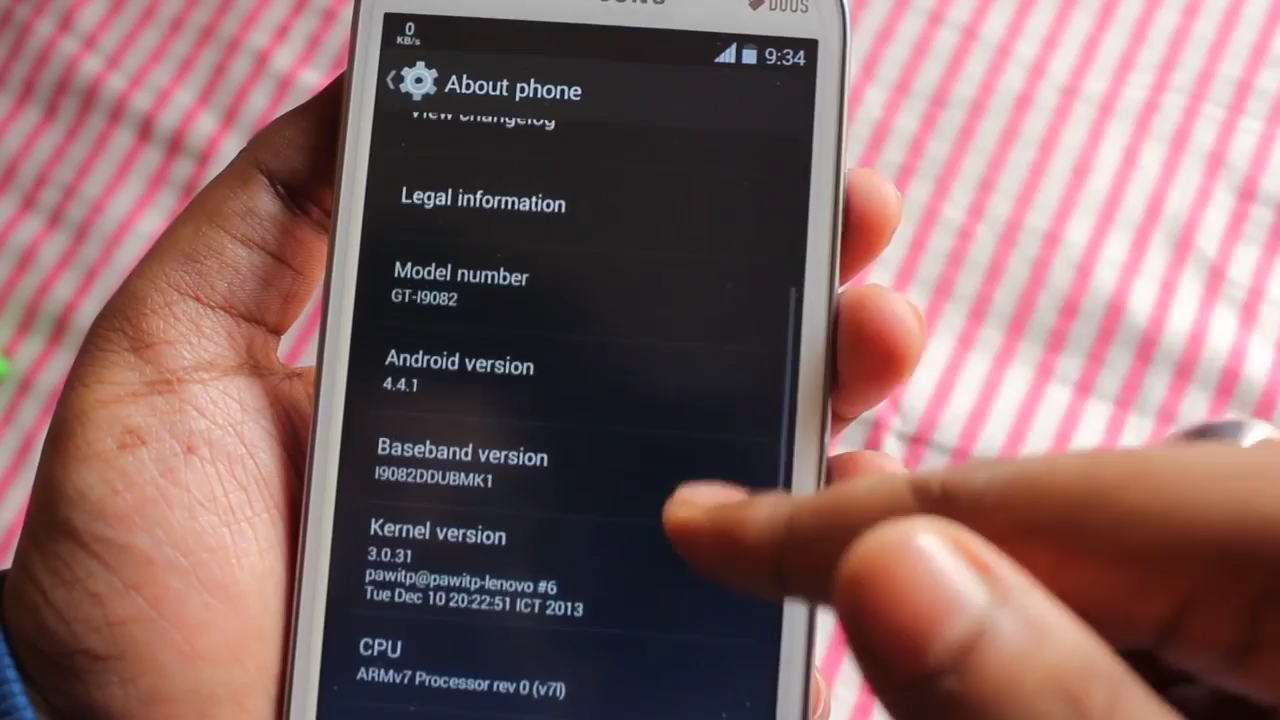 DUOS
0
KB/s
9:34
About phone
View changelog
Legal information
Model number
GT-I9082
Android version
4.4.1
Baseband version
I9082DDUBMK1
Kernel version
3.0.31
pawitp@pawitp-lenovo #6
Tue Dec 10 20:22:51 ICT 2013
CPU
ARMv7 Processor rev 0 (v7l)